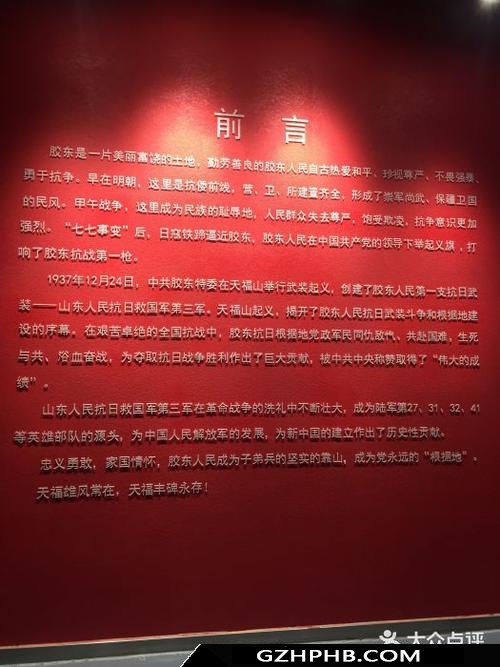 前言
胶东是一片美丽富饶的土地，勤劳善良的胶东人民自古热爱和平，珍视尊严，不畏强暴，
勇于抗争。早在明朝，这里是抗倭前线，营、卫、所建置齐全，形成了崇军尚武、保疆卫国
的民风。甲午战争，这里成为民族的耻辱地，人民群众失去尊严，饱受欺凌，抗争意识更加
强烈。“七七事变”后，日寇铁蹄逼近胶东，胶东人民在中国共产党的领导下举起义旗，打
响了胶东抗战第一枪。
1937年12月24日，中共胶东特委在天福山举行武装起义，创建了胶东人民第一支抗日武
装——山东人民抗日救国军第三军。天福山起义，揭开了胶东人民抗日武装斗争和根据地建
设的序幕。在艰苦卓绝的全国抗战中，胶东抗日根据地党政军民同仇敌忾、共赴国难，生死
与共、浴血奋战，为夺取抗日战争胜利作出了巨大贡献，被中共中央称赞取得了“伟大的成
绩”。
山东人民抗日救国军第三军在革命战争的洗礼中不断壮大，成为陆军第27、31、32、41
等英雄部队的源头，为中国人民解放军的发展，为新中国的建立作出了历史性贡献。
忠义勇敢，家国情怀，胶东人民成为子弟兵的坚实的靠山，成为党永远的“根据地”。
天福雄风常在，天福丰碑永存！
大众点评
GZHPHB.COM